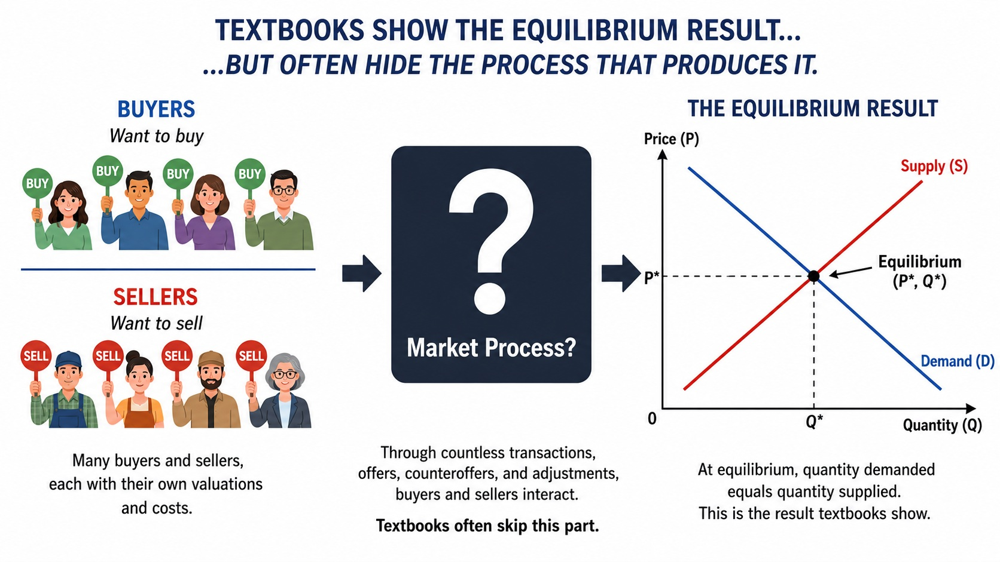 TEXTBOOKS SHOW THE EQUILIBRIUM RESULT...
...BUT OFTEN HIDE THE PROCESS THAT PRODUCES IT.
BUYERS
Want to buy
BUY
BUY
BUY
BUY
SELLERS
Want to sell
SELL
SELL
SELL
SELL
Many buyers and sellers,
each with their own valuations
and costs.
?
Market Process?
Through countless transactions,
offers, counteroffers, and adjustments,
buyers and sellers interact.
Textbooks often skip this part.
THE EQUILIBRIUM RESULT
Price (P)
Supply (S)
Equilibrium
(P*, Q*)
P*
Demand (D)
0
Q*
Quantity (Q)
At equilibrium, quantity demanded
equals quantity supplied.
This is the result textbooks show.